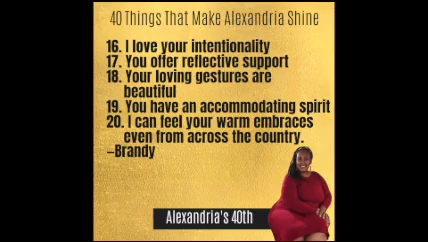 40 Things That Make Alexandria Shine
16. I love your intentionality
17. You offer reflective support
18. Your loving gestures are
beautiful
19. You have an accommodating spirit
20. I can feel your warm embraces
even from across the country.
–Brandy
Alexandria's 40th